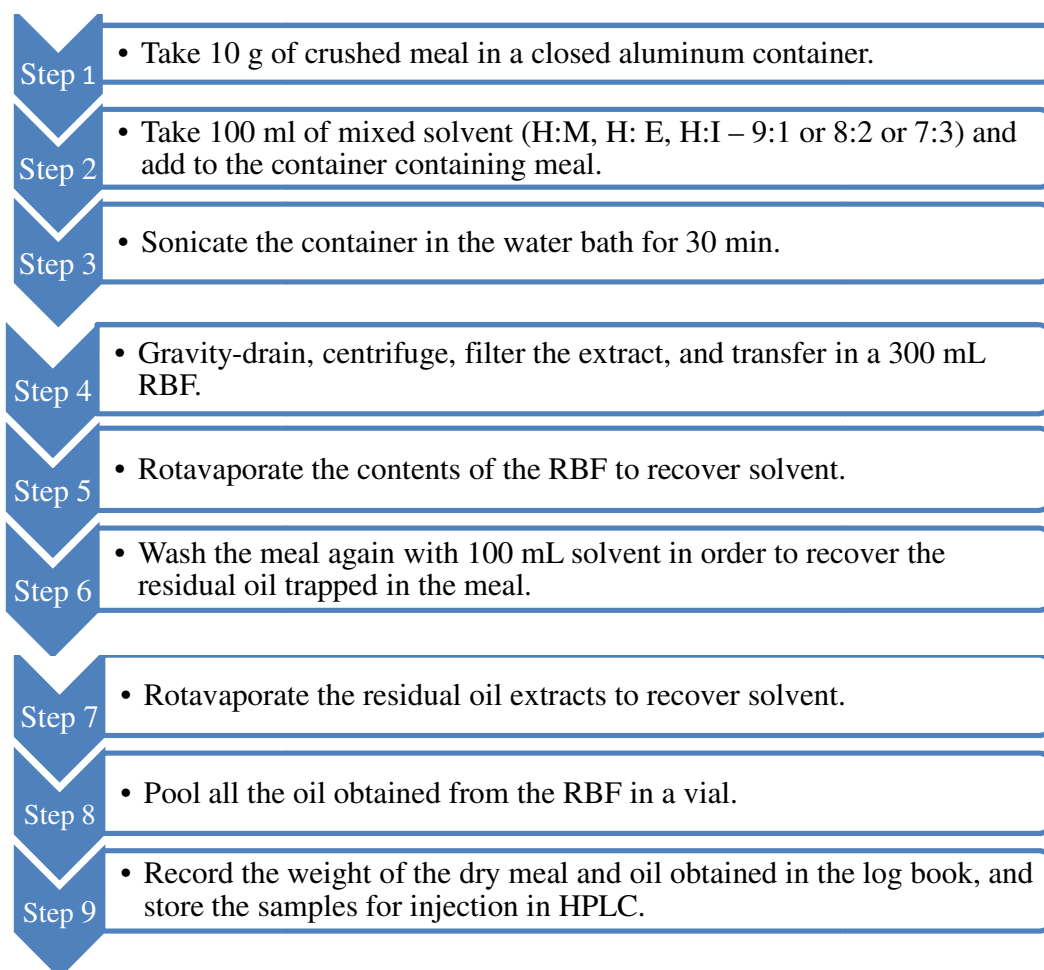 Step 1
• Take 10 g of crushed meal in a closed aluminum container.
Step 2
• Take 100 ml of mixed solvent (H:M, H: E, H:I – 9:1 or 8:2 or 7:3) and
add to the container containing meal.
Step 3
• Sonicate the container in the water bath for 30 min.
Step 4
• Gravity-drain, centrifuge, filter the extract, and transfer in a 300 mL
RBF.
Step 5
• Rotavaporate the contents of the RBF to recover solvent.
Step 6
• Wash the meal again with 100 mL solvent in order to recover the
residual oil trapped in the meal.
Step 7
• Rotavaporate the residual oil extracts to recover solvent.
Step 8
• Pool all the oil obtained from the RBF in a vial.
Step 9
• Record the weight of the dry meal and oil obtained in the log book, and
store the samples for injection in HPLC.